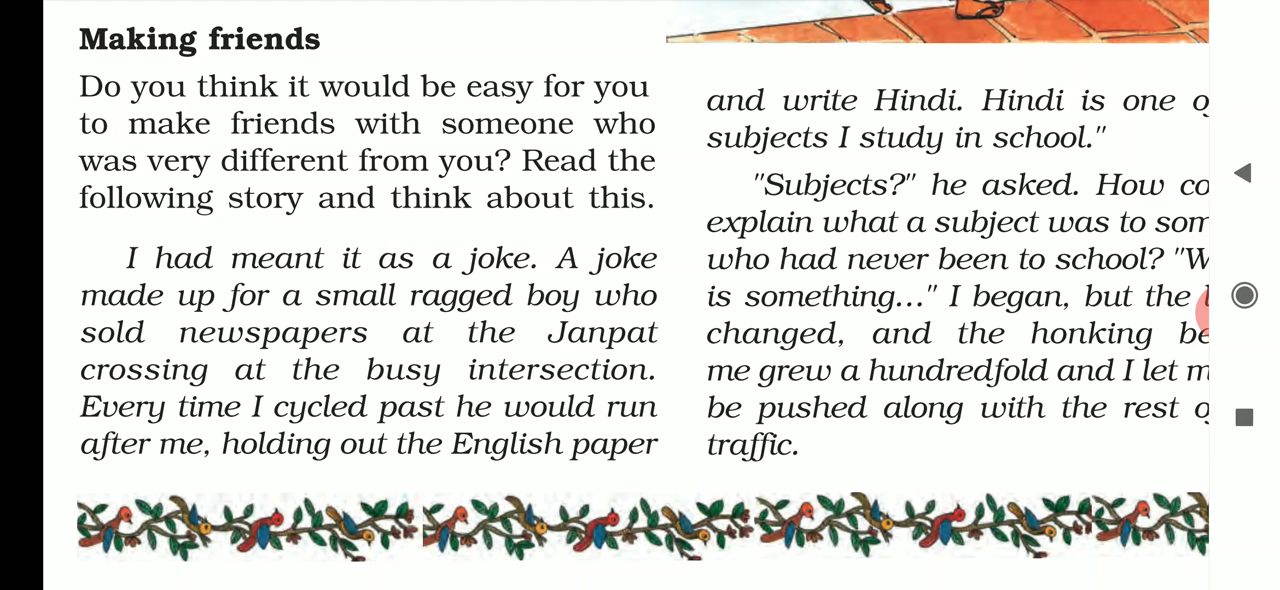 Making friends
Do you think it would be easy for you
to make friends with someone who
was very different from you? Read the
following story and think about this.
I had meant it as a joke. A joke
made up for a small ragged boy who
sold newspapers at the Janpat
crossing at the busy intersection.
Every time I cycled past he would run
after me, holding out the English paper
and write Hindi. Hindi is one
subjects I study in school."
"Subjects?" he asked. How
explain what a subject was to
who had never been to school?
is something..." I began, but the
changed, and the honking
me grew a hundredfold and I let
be pushed along with the rest
traffic.